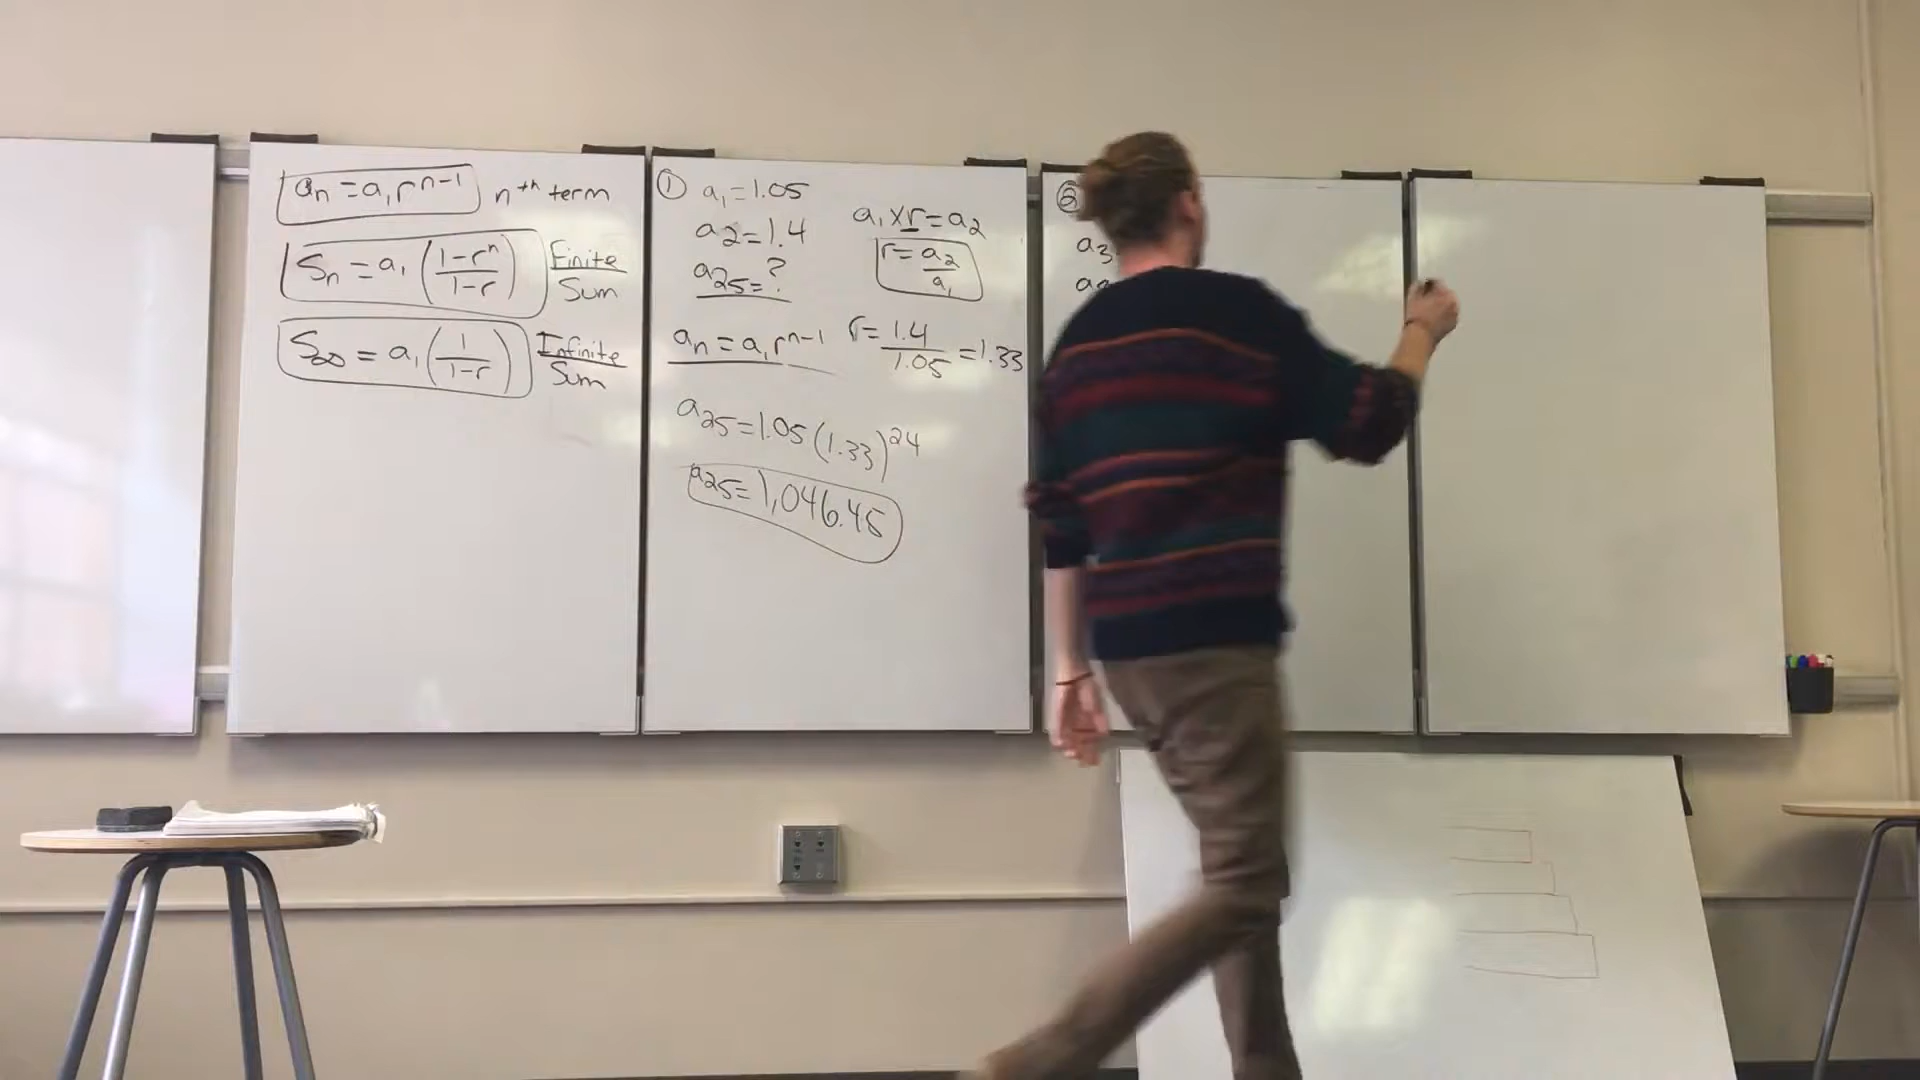 aₙ = a₁rⁿ⁻¹ nᵗʰ term
Sₙ = a₁((1-rⁿ)/(1-r)) Finite Sum
S∞ = a₁(1/(1-r)) Infinite Sum
① a₁ = 1.05
a₂ = 1.4
a₂₅ = ?
a₁ x r = a₂
r = a₂/a₁
aₙ = a₁rⁿ⁻¹
r = 1.4/1.05 = 1.33
a₂₅ = 1.05(1.33)²⁴
a₂₅ = 1,046.45
②
a₃